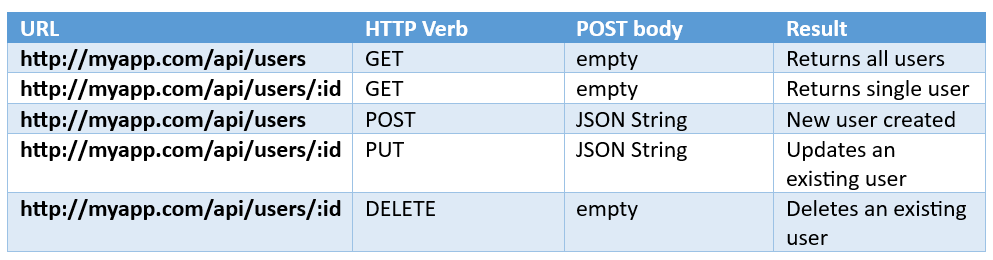 URL HTTP Verb POST body Result
http://myapp.com/api/users GET empty Returns all users
http://myapp.com/api/users/:id GET empty Returns single user
http://myapp.com/api/users POST JSON String New user created
http://myapp.com/api/users/:id PUT JSON String Updates an
existing user
http://myapp.com/api/users/:id DELETE empty Deletes an existing
user